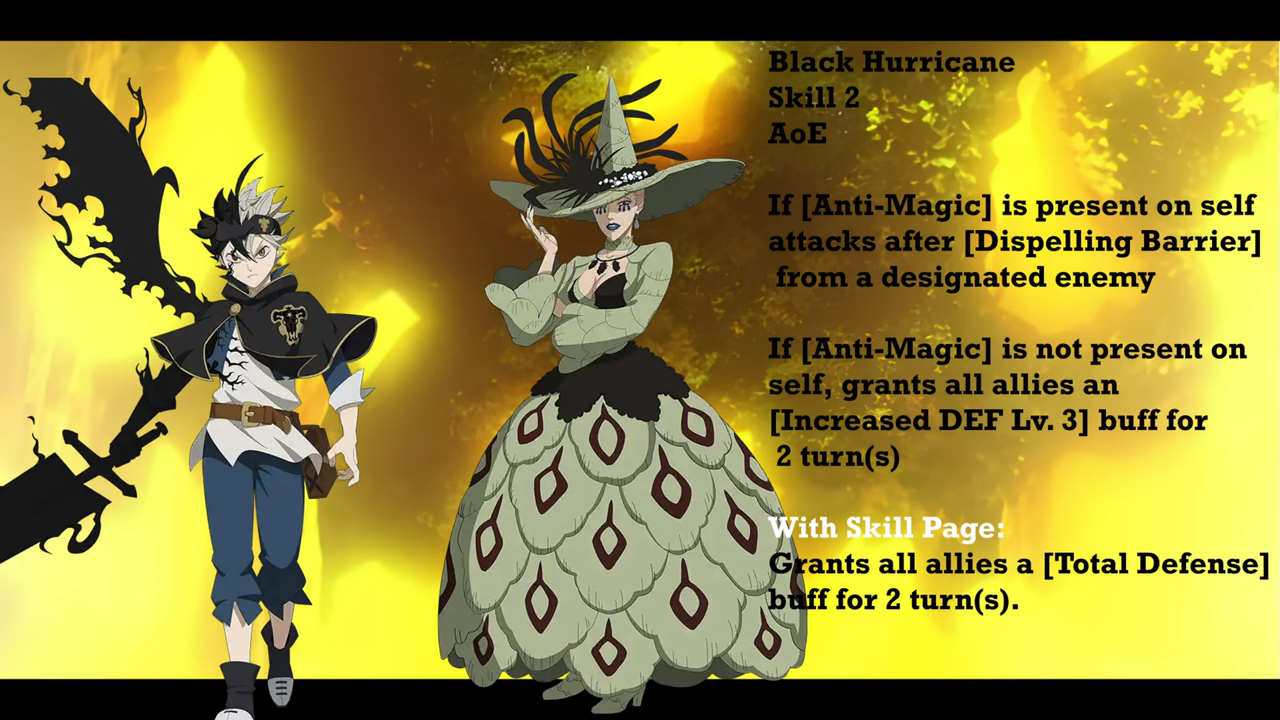 Black Hurricane
Skill 2
AoE
If [Anti-Magic] is present on self
attacks after [Dispelling Barrier]
from a designated enemy
If [Anti-Magic] is not present on
self, grants all allies an
[Increased DEF Lv. 3] buff for
2 turn(s)
With Skill Page:
Grants all allies a [Total Defense]
buff for 2 turn(s).